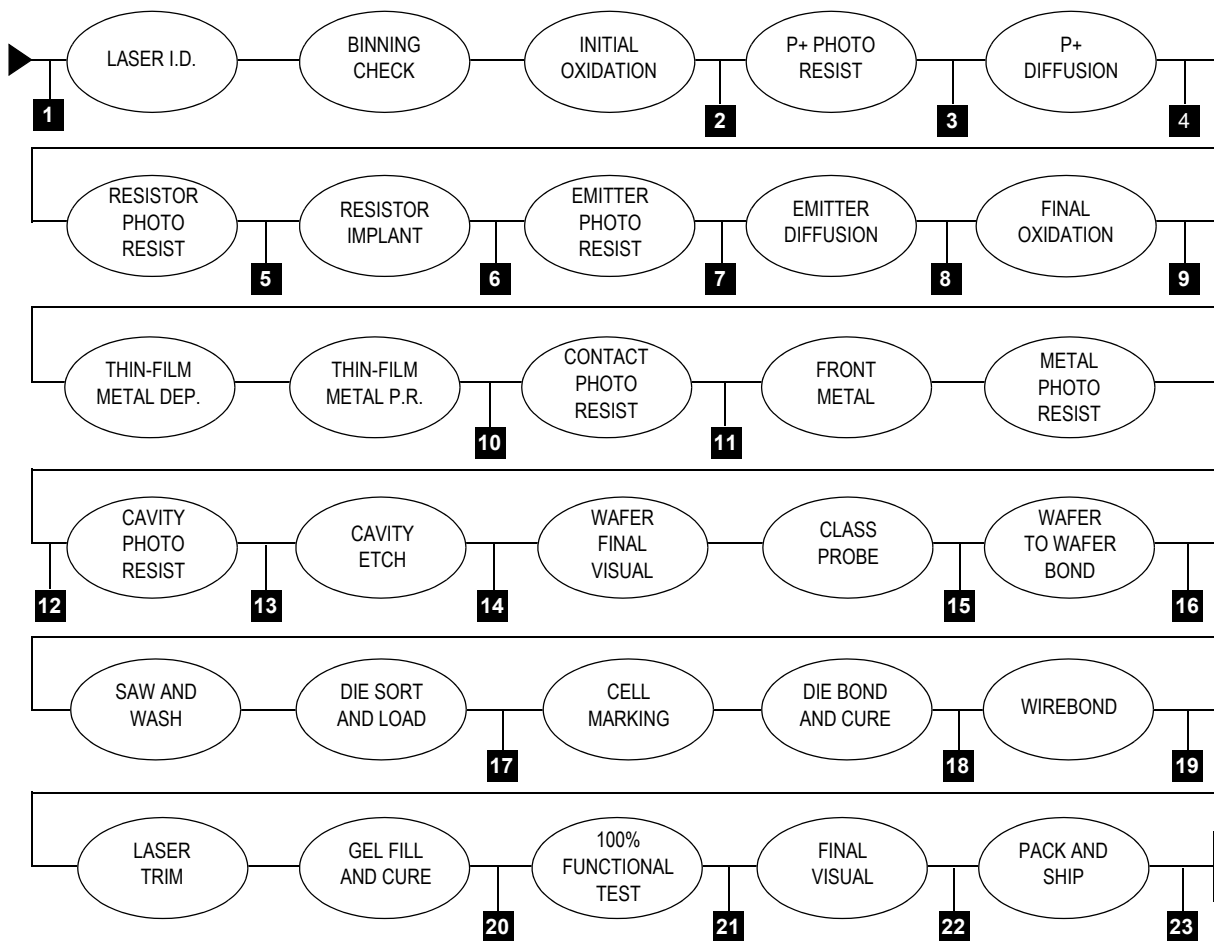 LASER I.D.
BINNING
CHECK
INITIAL
OXIDATION
P+ PHOTO
RESIST
P+
DIFFUSION
1
2
3
4
RESISTOR
PHOTO
RESIST
RESISTOR
IMPLANT
EMITTER
PHOTO
RESIST
EMITTER
DIFFUSION
FINAL
OXIDATION
5
6
7
8
9
THIN-FILM
METAL DEP.
THIN-FILM
METAL P.R.
CONTACT
PHOTO
RESIST
FRONT
METAL
METAL
PHOTO
RESIST
10
11
CAVITY
PHOTO
RESIST
CAVITY
ETCH
WAFER
FINAL
VISUAL
CLASS
PROBE
WAFER
TO WAFER
BOND
12
13
14
15
16
SAW AND
WASH
DIE SORT
AND LOAD
CELL
MARKING
DIE BOND
AND CURE
WIREBOND
17
18
19
LASER
TRIM
GEL FILL
AND CURE
100%
FUNCTIONAL
TEST
FINAL
VISUAL
PACK AND
SHIP
20
21
22
23